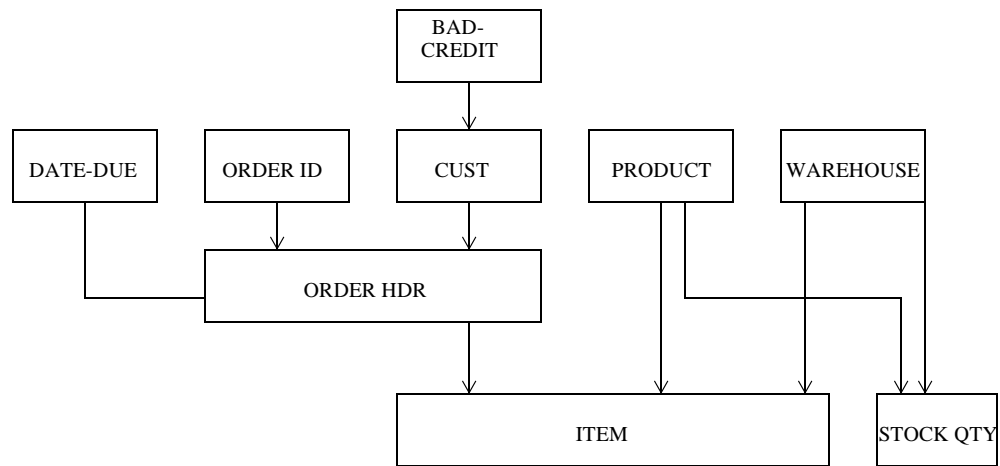 BAD-
CREDIT
DATE-DUE
ORDER ID
CUST
PRODUCT
WAREHOUSE
ORDER HDR
ITEM
STOCK QTY